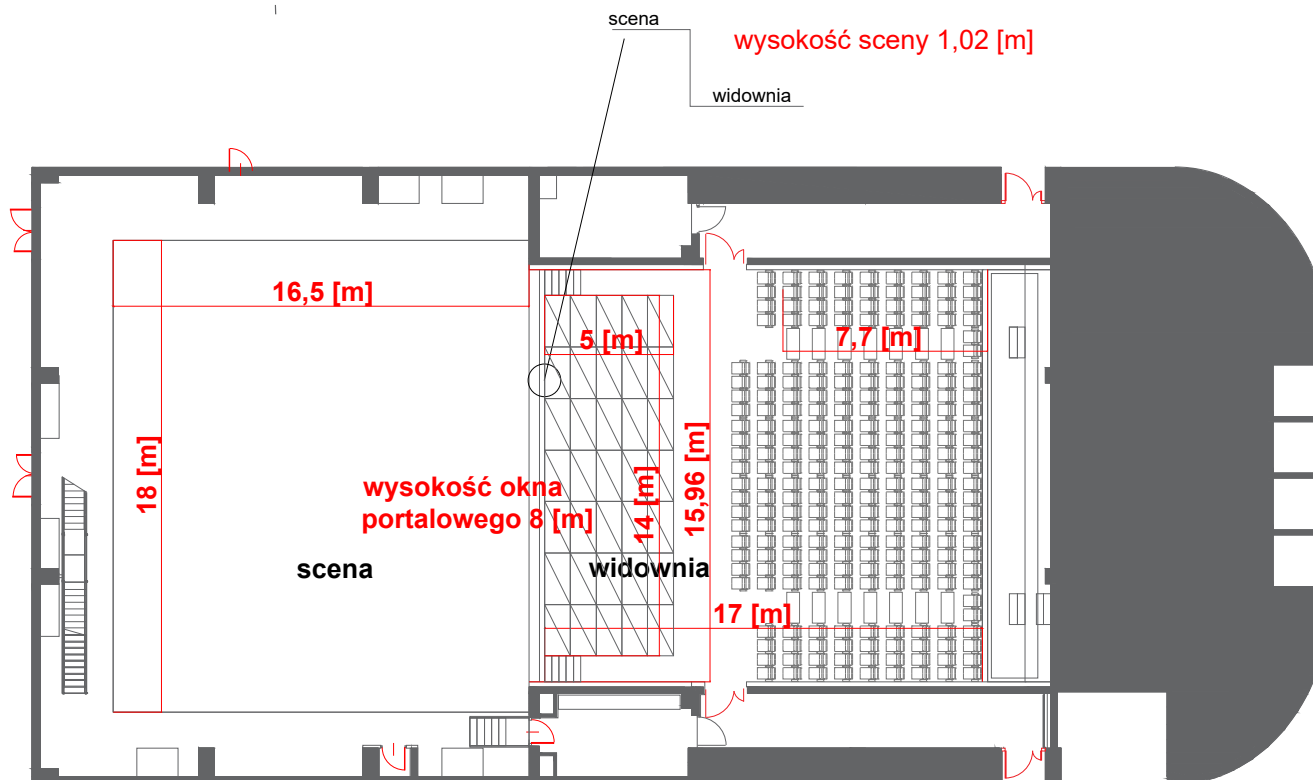 scena
wysokość sceny 1,02 [m]
widownia
16,5 [m]
5 [m]
7,7 [m]
18 [m]
wysokość okna
portalowego 8 [m]
14 [m]
15,96 [m]
scena
widownia
17 [m]